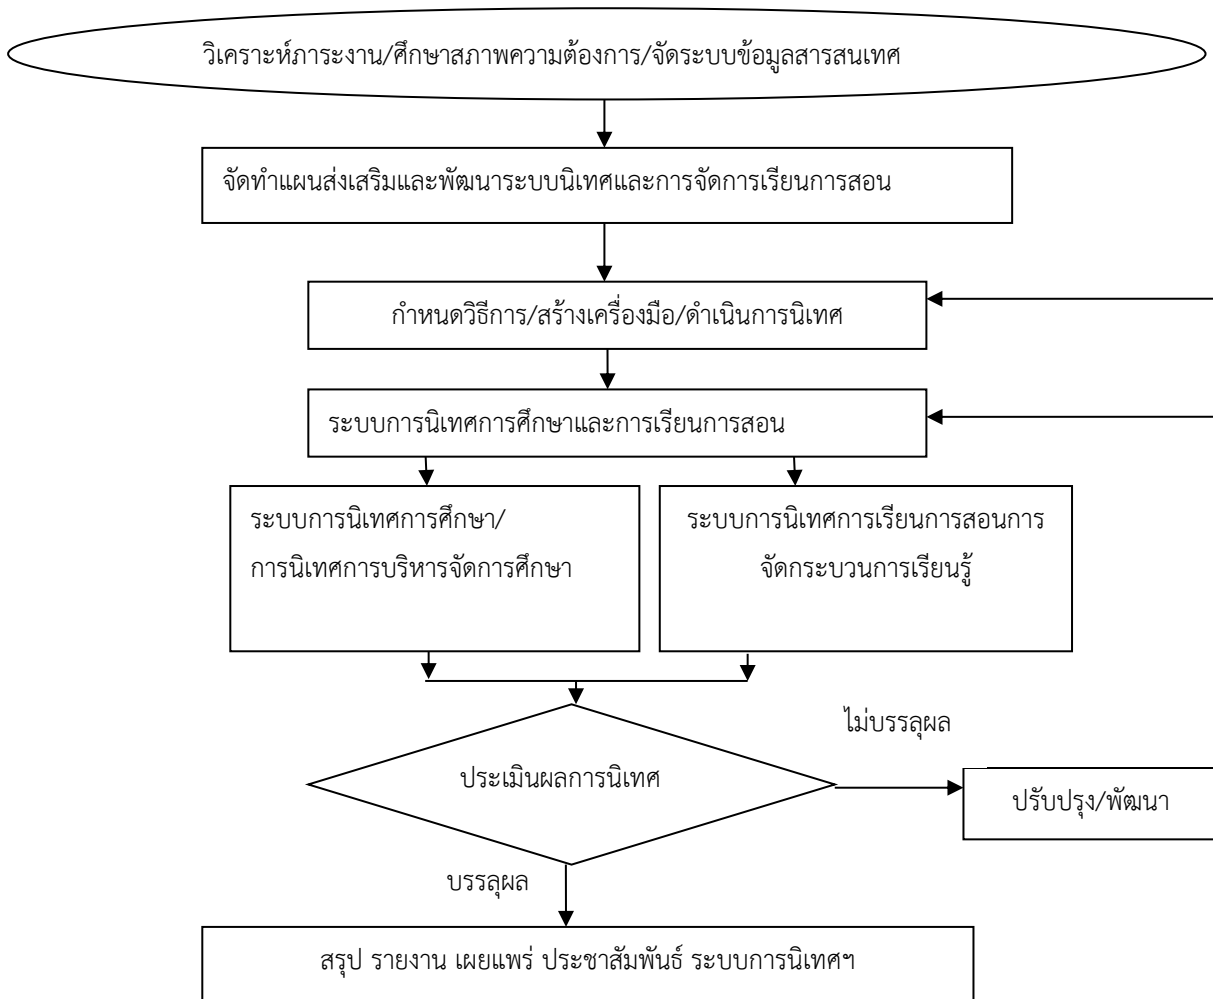 วิเคราะห์ภาระงาน/ศึกษาสภาพความต้องการ/จัดระบบข้อมูลสารสนเทศ
จัดทำแผนส่งเสริมและพัฒนาระบบนิเทศและการจัดการเรียนการสอน
กำหนดวิธีการ/สร้างเครื่องมือ/ดำเนินการนิเทศ
ระบบการนิเทศการศึกษาและการเรียนการสอน
ระบบการนิเทศการศึกษา/
การนิเทศการบริหารจัดการศึกษา
ระบบการนิเทศการเรียนการสอนการ
จัดกระบวนการเรียนรู้
ไม่บรรลุผล
ประเมินผลการนิเทศ
ปรับปรุง/พัฒนา
บรรลุผล
สรุป รายงาน เผยแพร่ ประชาสัมพันธ์ ระบบการนิเทศฯ